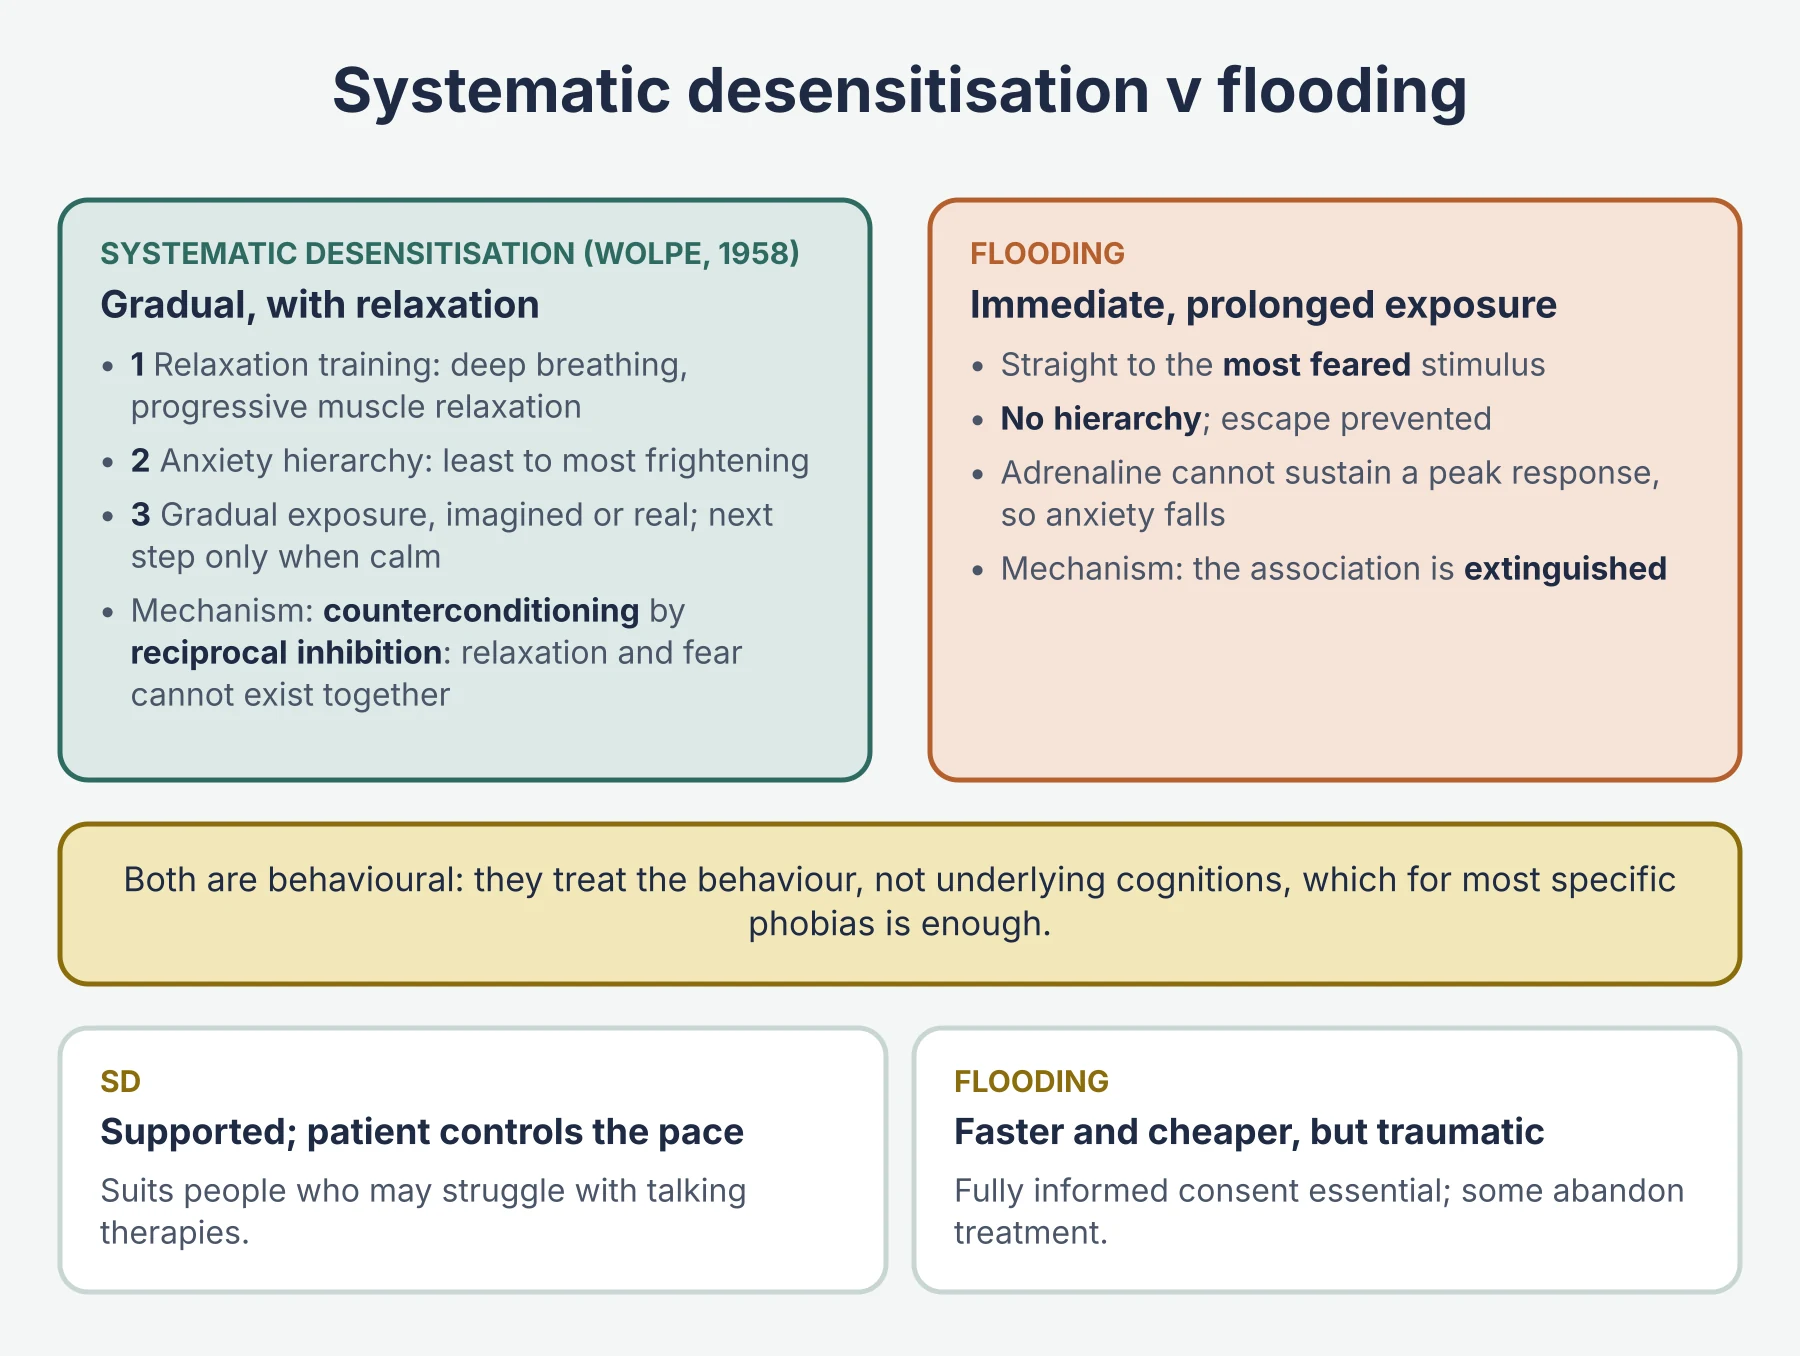 Systematic desensitisation v flooding
SYSTEMATIC DESENSITISATION (WOLPE, 1958)
Gradual, with relaxation
• 1 Relaxation training: deep breathing,
progressive muscle relaxation
• 2 Anxiety hierarchy: least to most frightening
• 3 Gradual exposure, imagined or real; next
step only when calm
• Mechanism: counterconditioning by
reciprocal inhibition: relaxation and fear
cannot exist together
FLOODING
Immediate, prolonged exposure
• Straight to the most feared stimulus
• No hierarchy; escape prevented
• Adrenaline cannot sustain a peak response,
so anxiety falls
• Mechanism: the association is extinguished
Both are behavioural: they treat the behaviour, not underlying cognitions, which for most specific
phobias is enough.
SD
Supported; patient controls the pace
Suits people who may struggle with talking
therapies.
FLOODING
Faster and cheaper, but traumatic
Fully informed consent essential; some abandon
treatment.